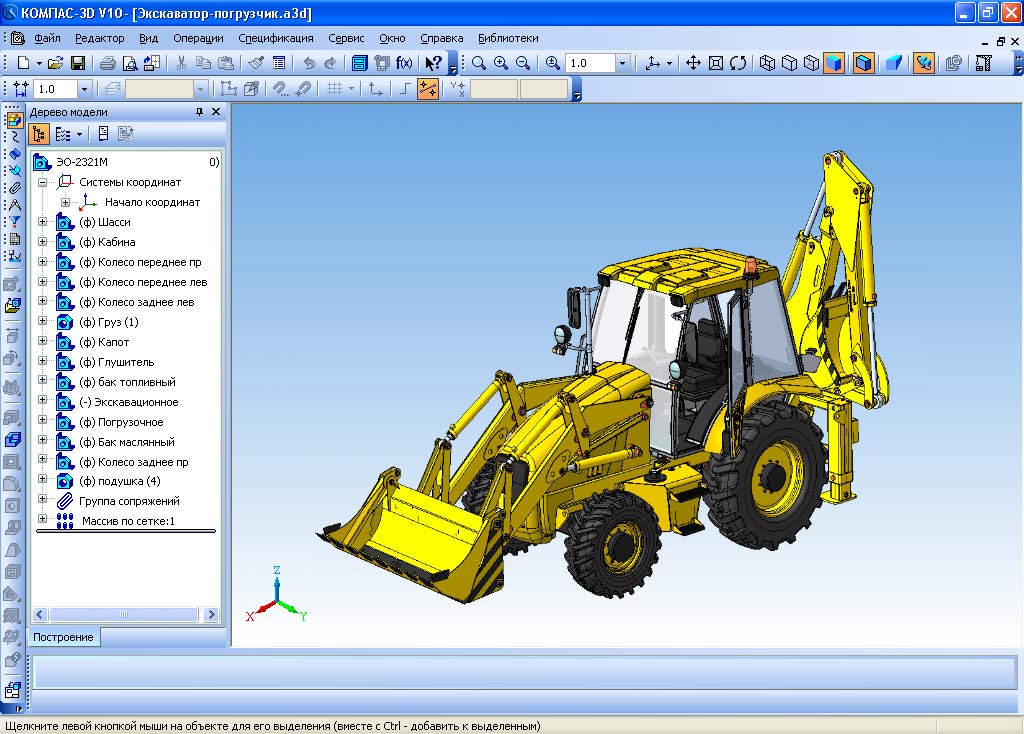 КОМПАС-3D V10 - [Экскаватор-погрузчик.a3d]
Файл Редактор Вид Операции Спецификация Сервис Окно Справка Библиотеки
f(x) 1.0
1.0
Дерево модели
ЭО-2321М 0)
Системы координат
Начало координат
(ф) Шасси
(ф) Кабина
(ф) Колесо переднее пр
(ф) Колесо переднее лев
(ф) Колесо заднее лев
(ф) Груз (1)
(ф) Капот
(ф) Глушитель
(ф) бак топливный
(-) Экскавационное
(ф) Погрузочное
(ф) Бак маслянный
(ф) Колесо заднее пр
(ф) подушка (4)
Группа сопряжений
Массив по сетке:1
Z
X
Y
Построение
Щелкните левой кнопкой мыши на объекте для его выделения (вместе с Ctrl - добавить к выделенным)